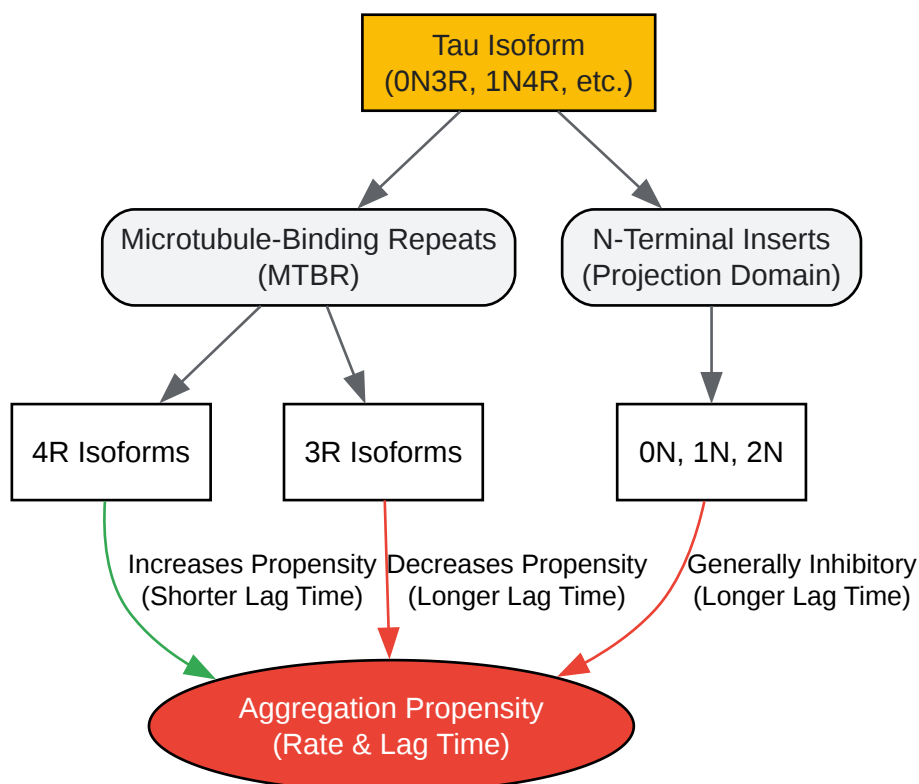 Tau Isoform
(0N3R, 1N4R, etc.)
Microtubule-Binding Repeats
(MTBR)
N-Terminal Inserts
(Projection Domain)
4R Isoforms
3R Isoforms
0N, 1N, 2N
Increases Propensity
(Shorter Lag Time)
Decreases Propensity
(Longer Lag Time)
Generally Inhibitory
(Longer Lag Time)
Aggregation Propensity
(Rate & Lag Time)